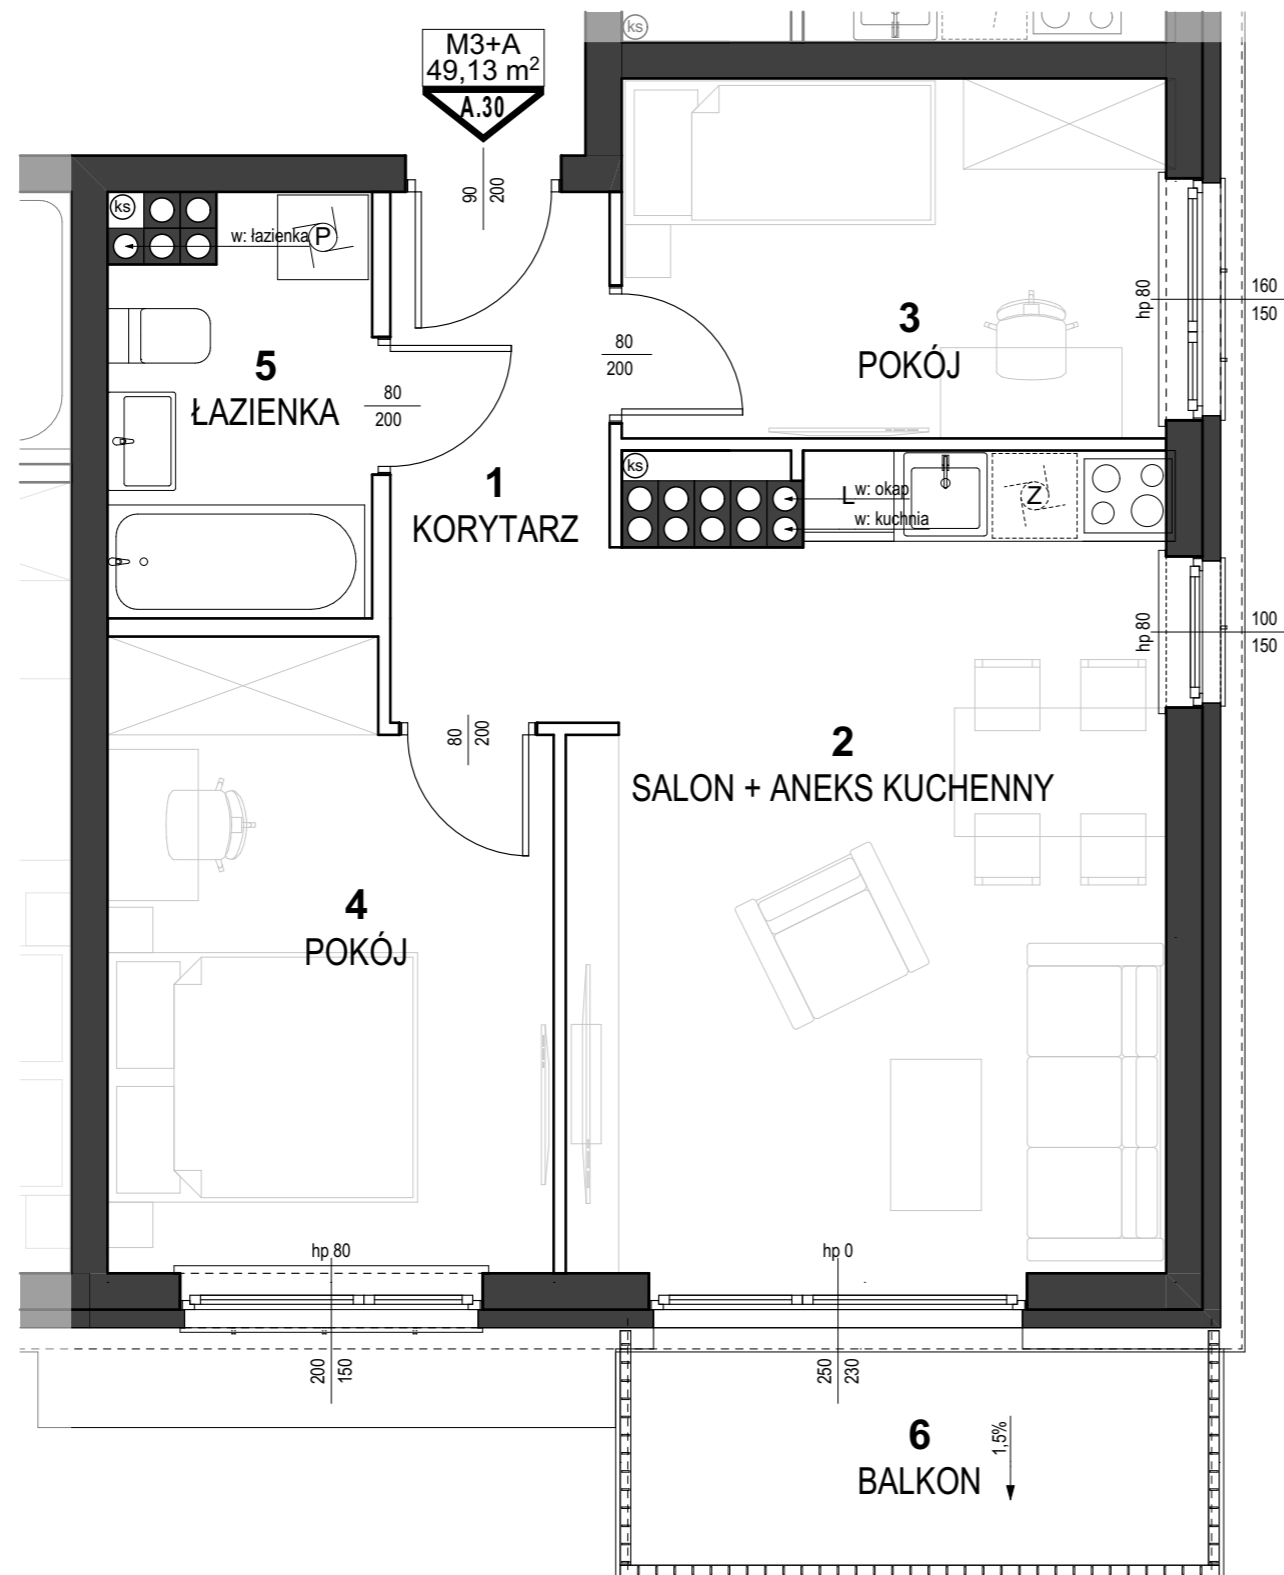 ks
M3+A
49,13 m²
A.30
90
200
ks
w: łazienka
P
3
POKÓJ
hp 80
160
150
80
200
5
ŁAZIENKA
80
200
1
KORYTARZ
ks
L
w: okap
w: kuchnia
Z
hp 80
100
150
80
200
2
SALON + ANEKS KUCHENNY
4
POKÓJ
hp 80
hp 0
200
150
250
230
6
BALKON
1,5%